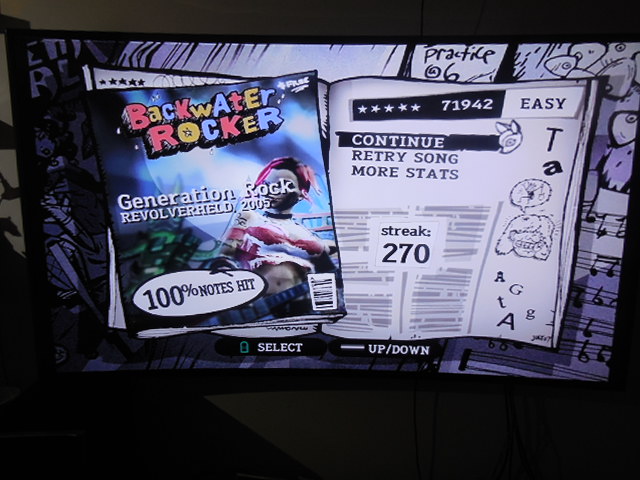 practice
96
BACKWATER
ROCKER
Generation Rock
REVOLVERHELD, 2005
100% NOTES HIT
71942
EASY
CONTINUE
RETRY SONG
MORE STATS
streak:
270
T
a
A
G
t
g
A
SELECT
UP/DOWN